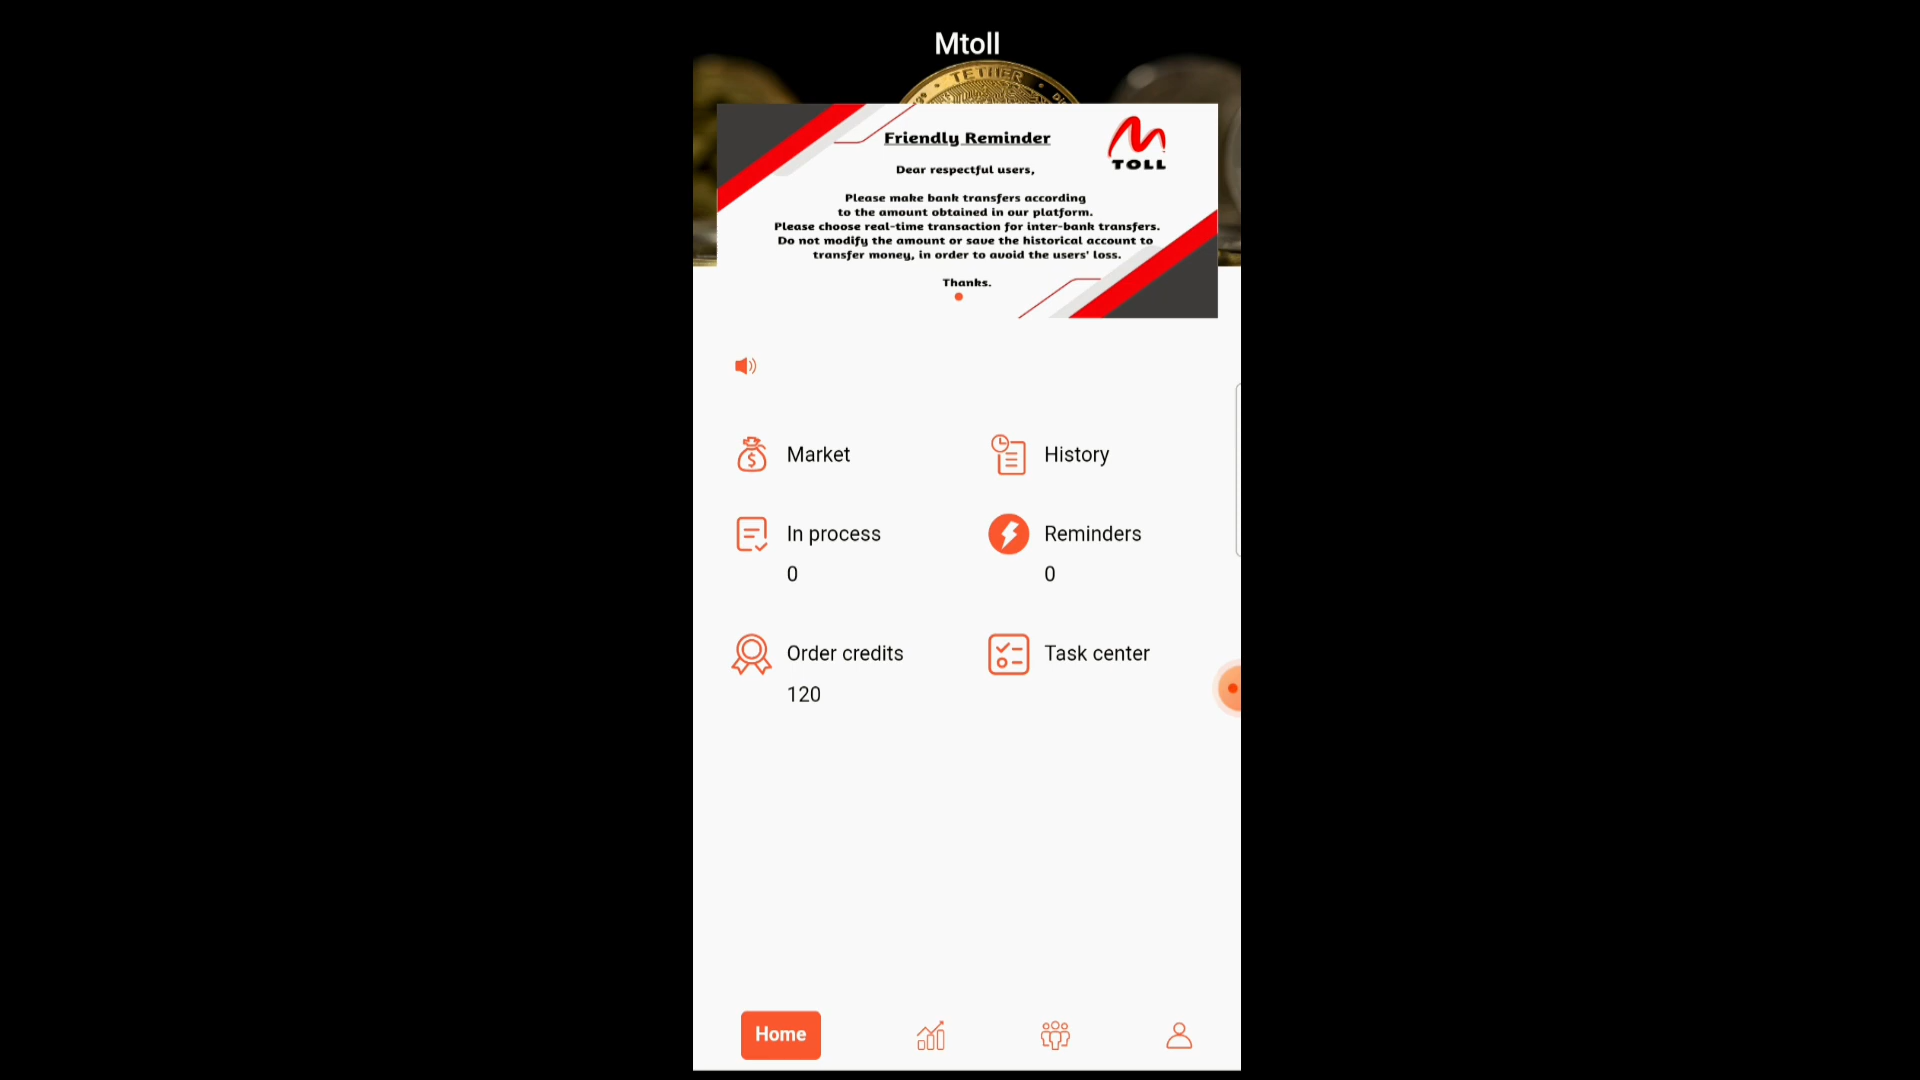 Mtoll
TETHER
Friendly Reminder
TOLL
Dear respectful users,
Please make bank transfers according
to the amount obtained in our platform.
Please choose real-time transaction for inter-bank transfers.
Do not modify the amount or save the historical account to
transfer money, in order to avoid the users' loss.
Thanks.
Market
History
In process
Reminders
0
0
Order credits
Task center
120
Home